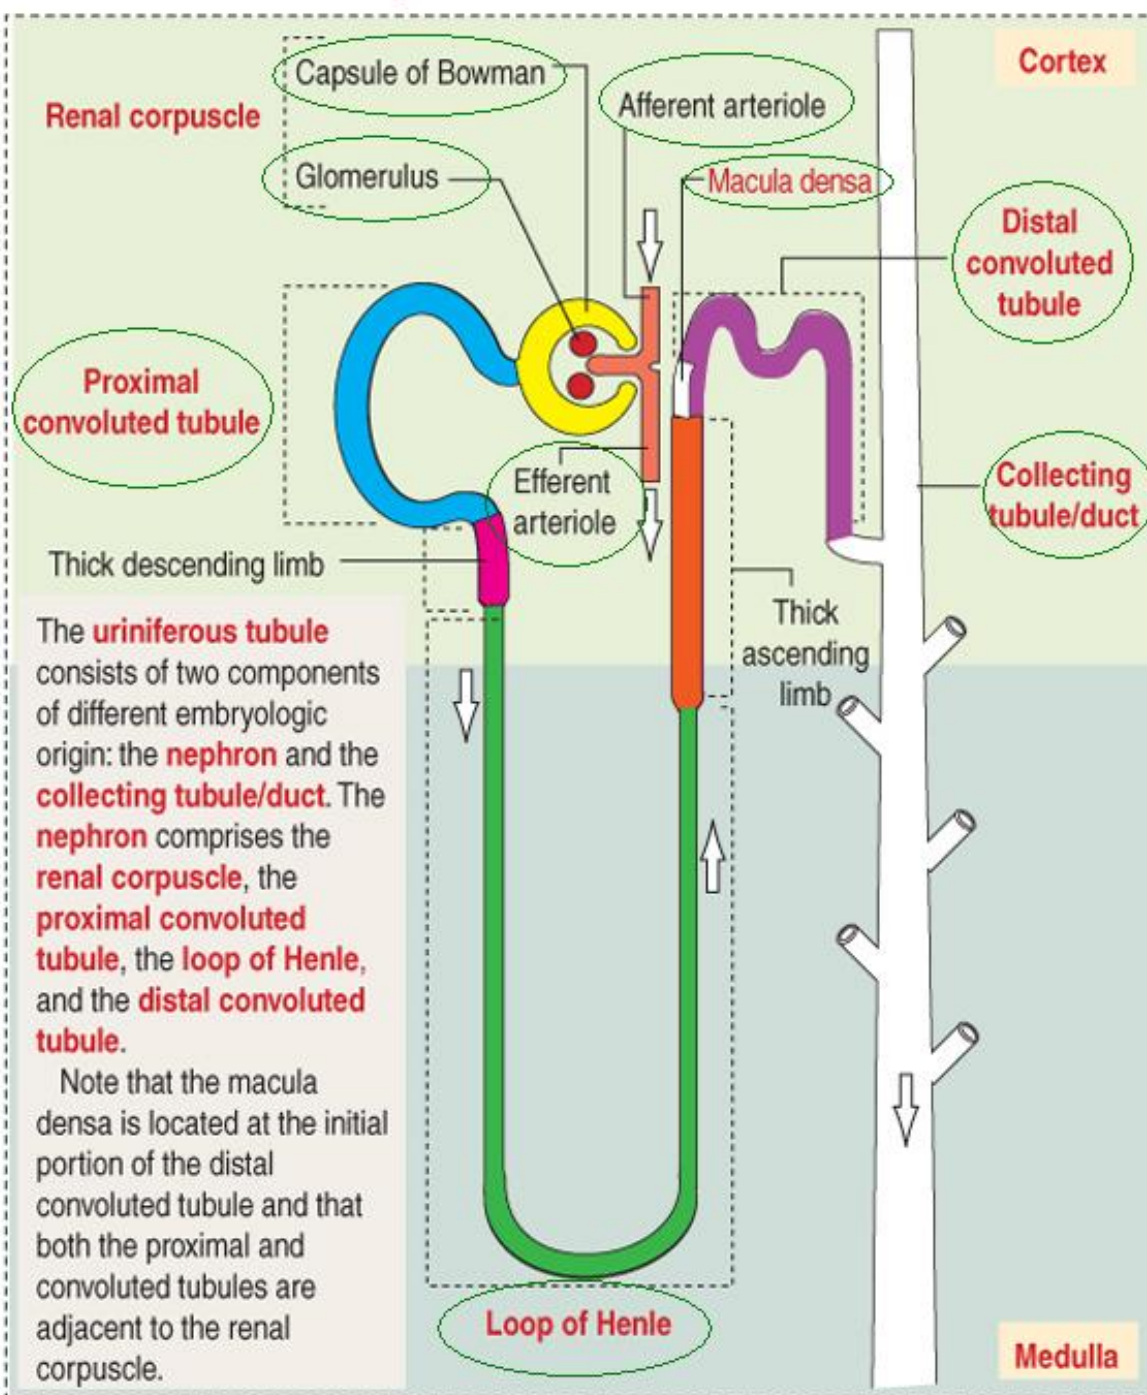 Cortex
Capsule of Bowman
Afferent arteriole
Renal corpuscle
Glomerulus
Macula densa
Distal
convoluted
tubule
Proximal
convoluted tubule
Efferent
arteriole
Collecting
tubule/duct
Thick descending limb
Thick
ascending
limb
The uriniferous tubule
consists of two components
of different embryologic
origin: the nephron and the
collecting tubule/duct. The
nephron comprises the
renal corpuscle, the
proximal convoluted
tubule, the loop of Henle,
and the distal convoluted
tubule.
Note that the macula
densa is located at the initial
portion of the distal
convoluted tubule and that
both the proximal and
convoluted tubules are
adjacent to the renal
corpuscle.
Loop of Henle
Medulla